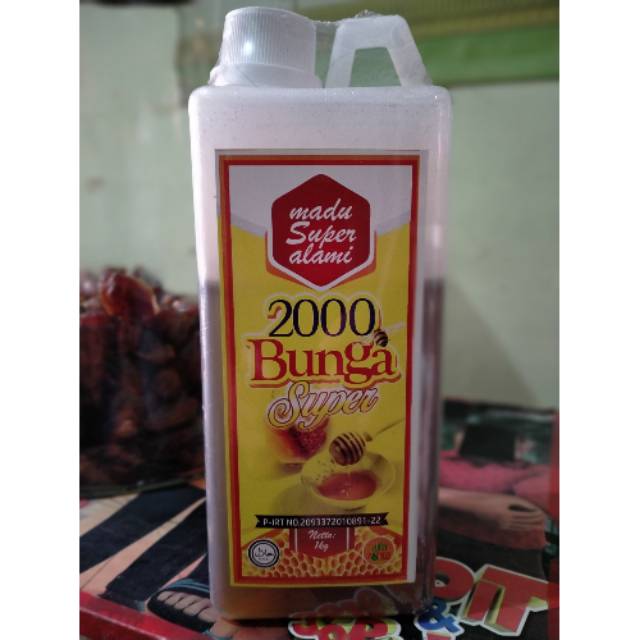 madu
Super
alami
2000
Bunga
Super
P-IRT NO.2093372010891-22
Netto:
1kg